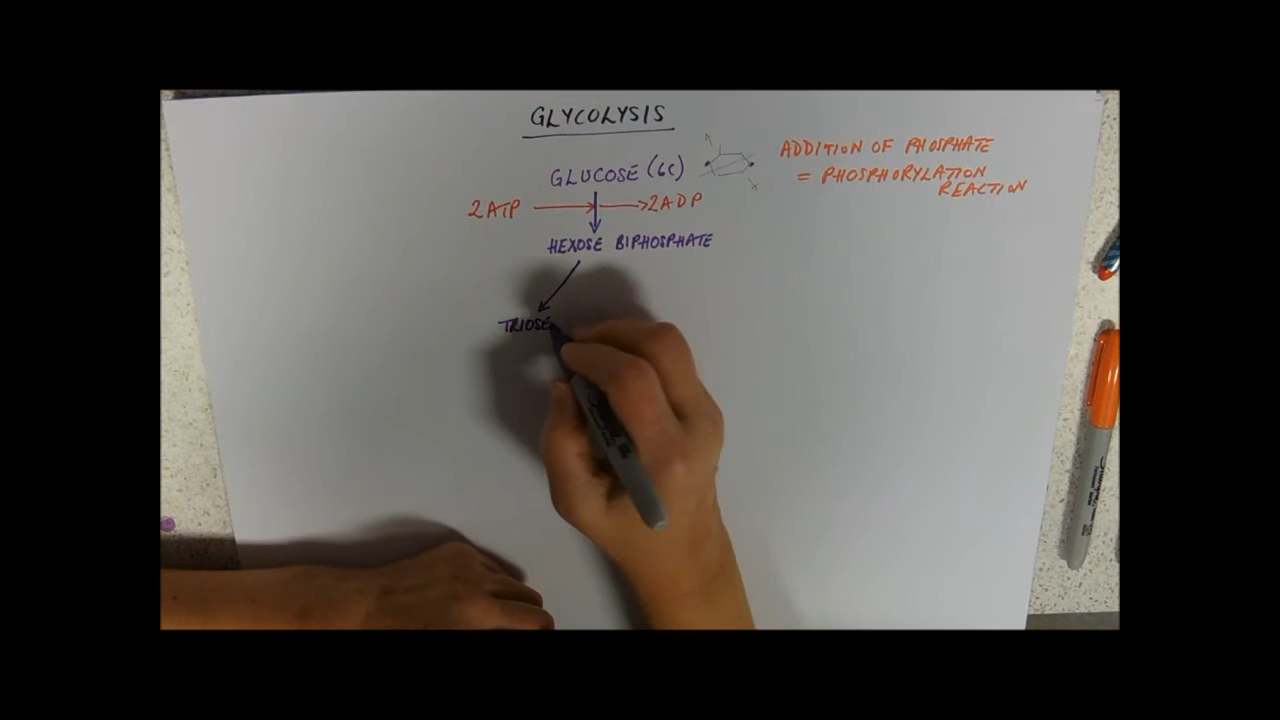 GLYCOLYSIS
GLUCOSE (6C)
2ATP
2ADP
HEXOSE BIPHOSPHATE
TRIOSE
ADDITION OF PHOSPHATE
= PHOSPHORYLATION
REACTION